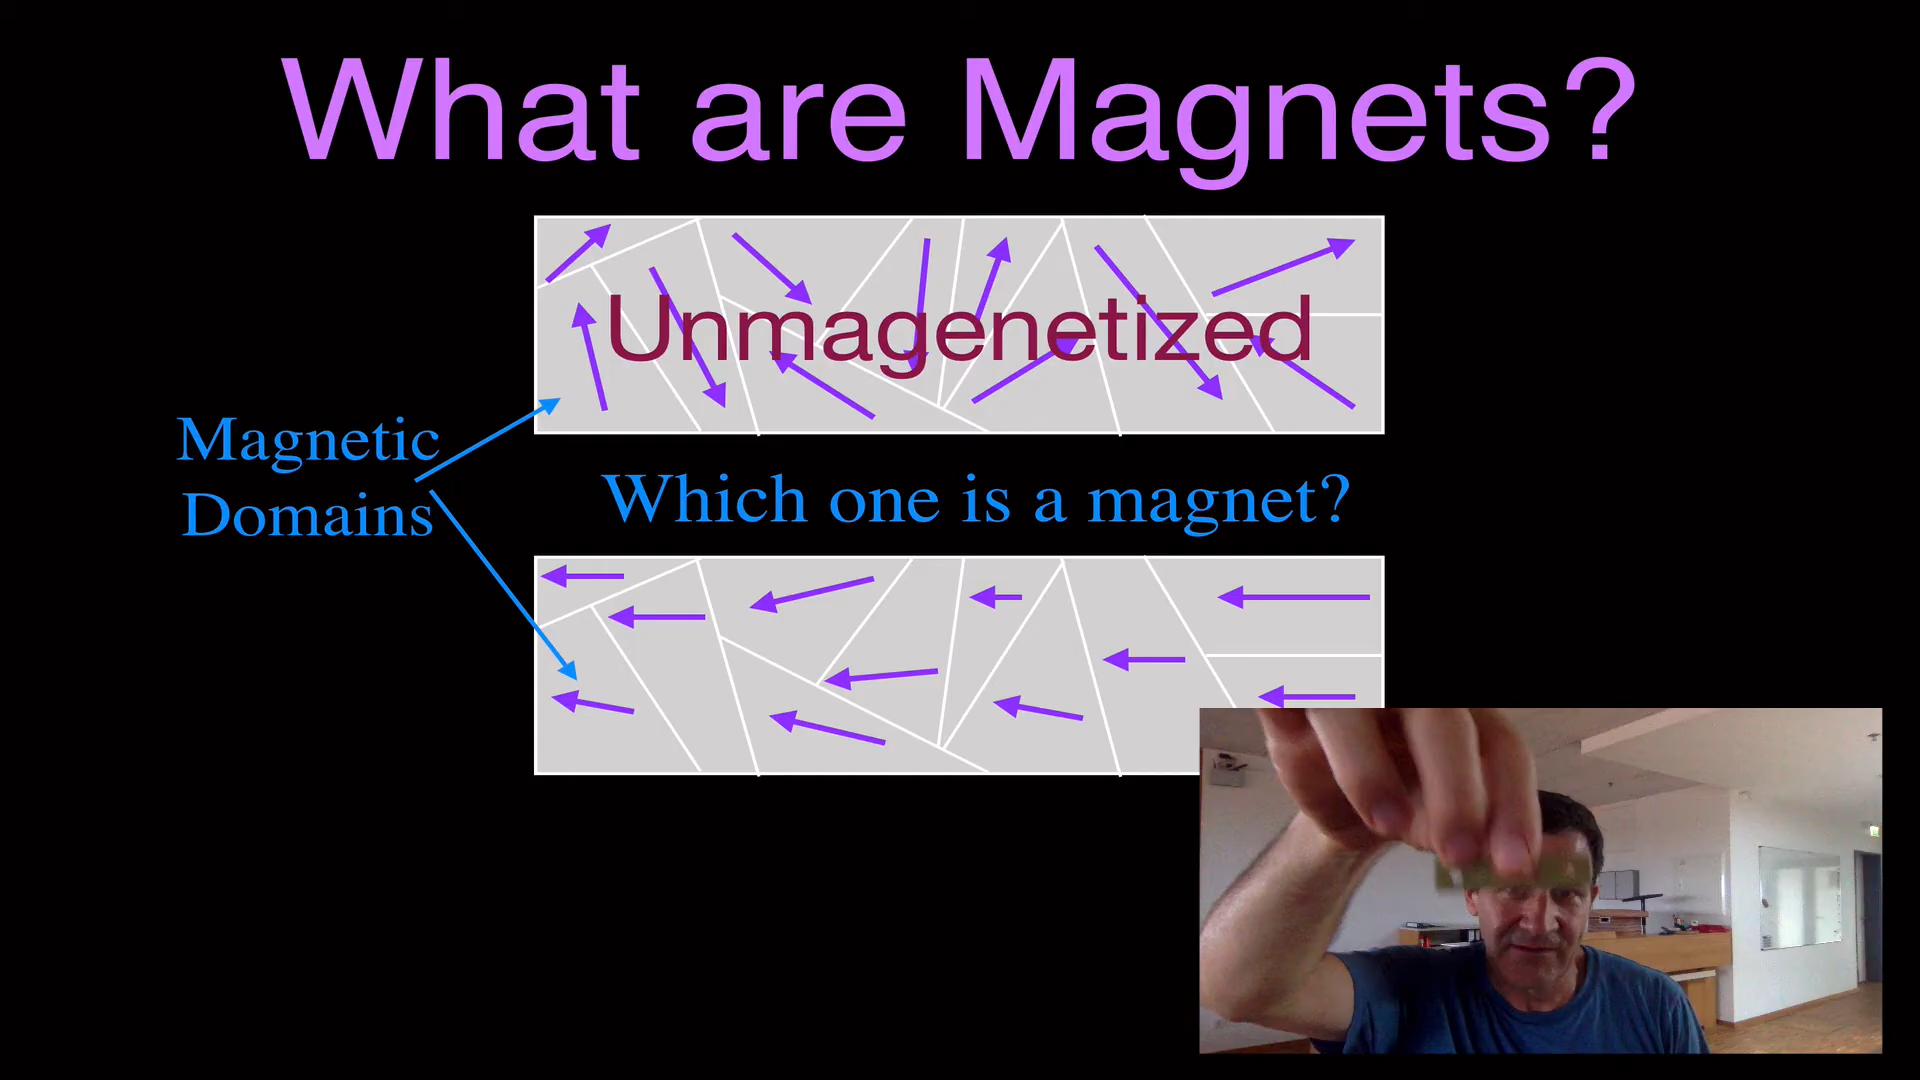 What are Magnets?
Unmagenetized
Magnetic
Domains
Which one is a magnet?